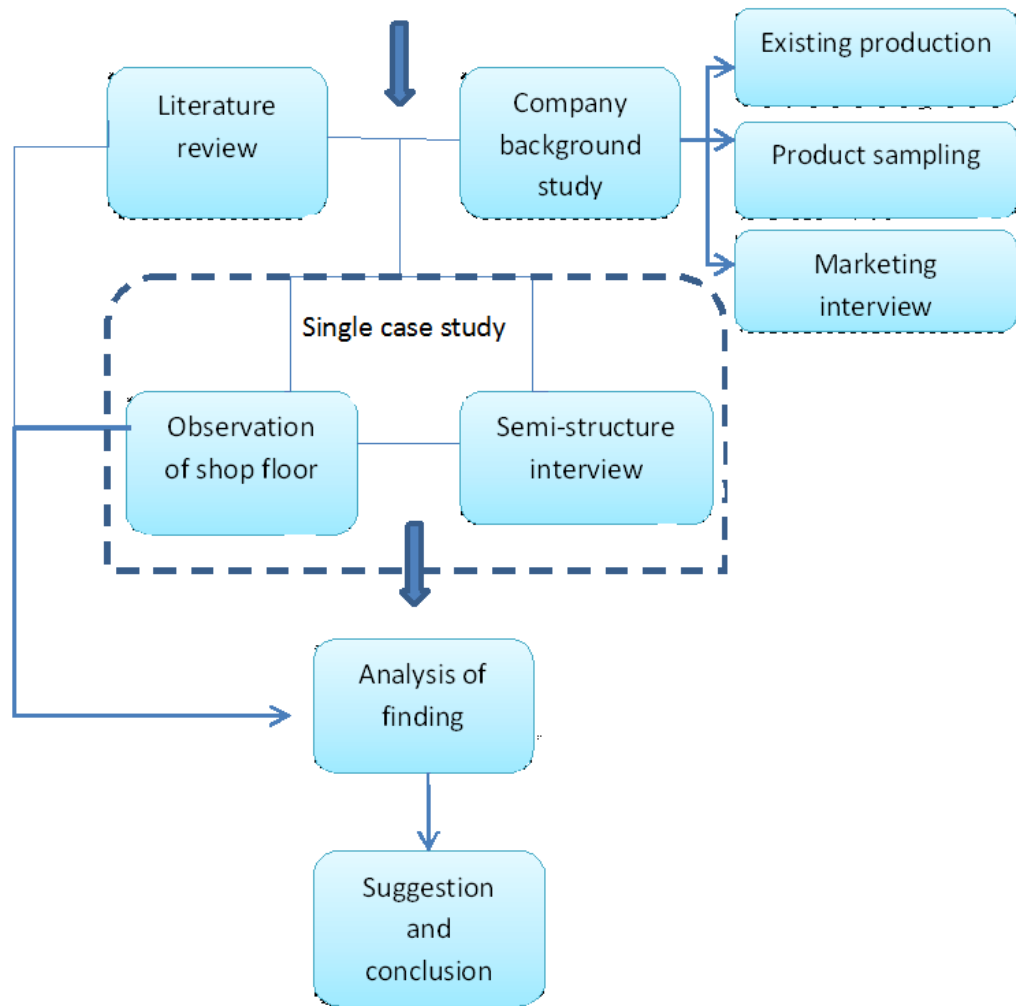 Literature
review
Company
background
study
Existing production
Product sampling
Marketing
interview
Single case study
Observation
of shop floor
Semi-structure
interview
Analysis of
finding
Suggestion
and
conclusion